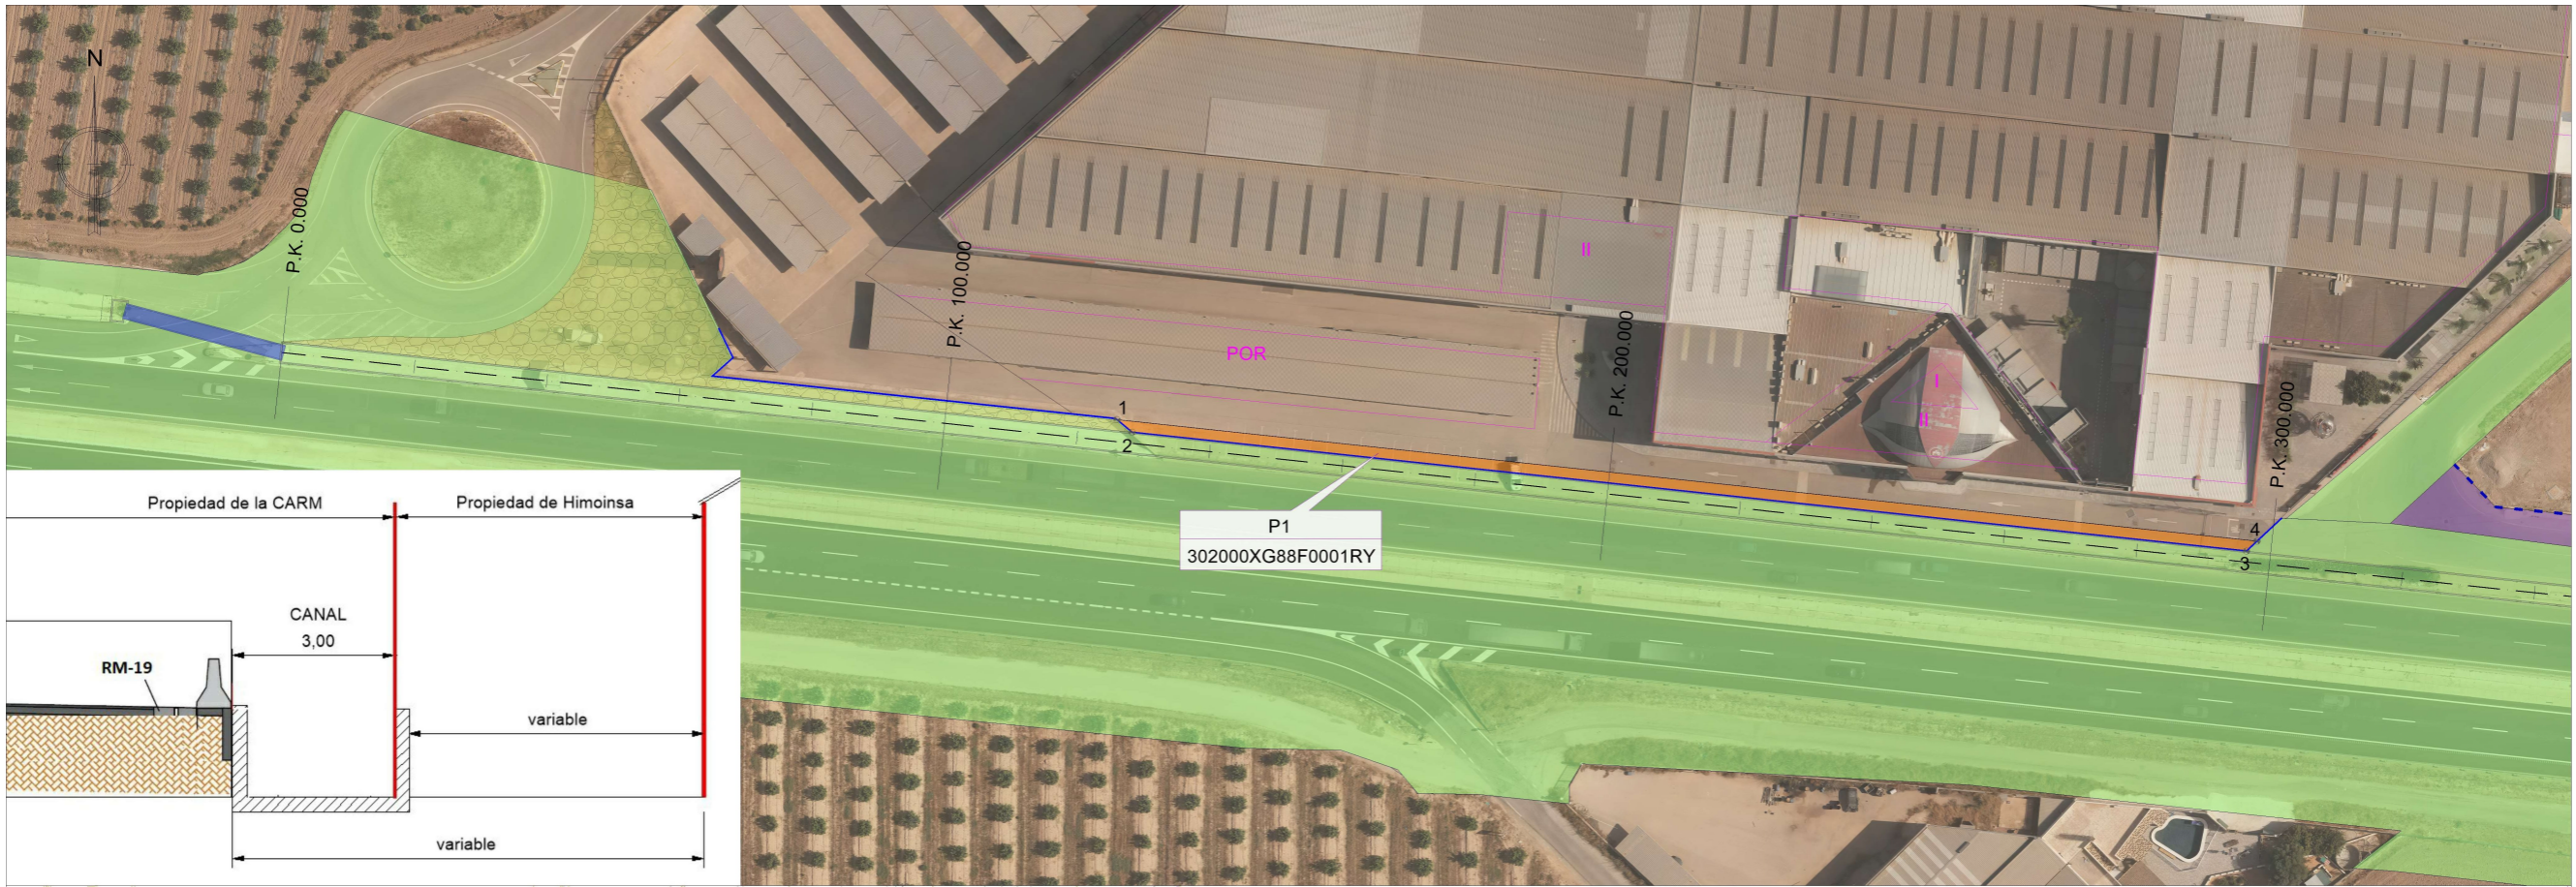 N
P.K. 0.000
P.K. 100.000
P.K. 200.000
P.K. 300.000
II
POR
I
II
1
2
4
3
P1
302000XG88F0001RY
Propiedad de la CARM
Propiedad de Himoinsa
CANAL
3,00
RM-19
variable
variable